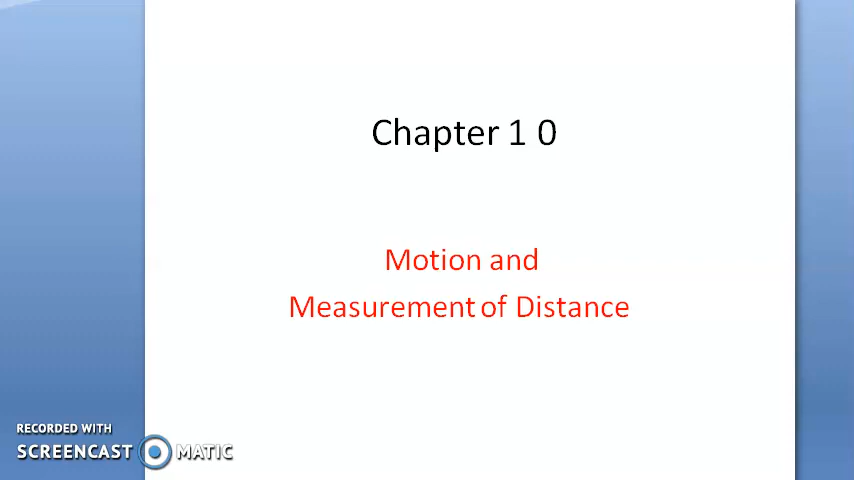 Chapter 1 0
Motion and
Measurement of Distance
RECORDED WITH
SCREENCAST MATIC